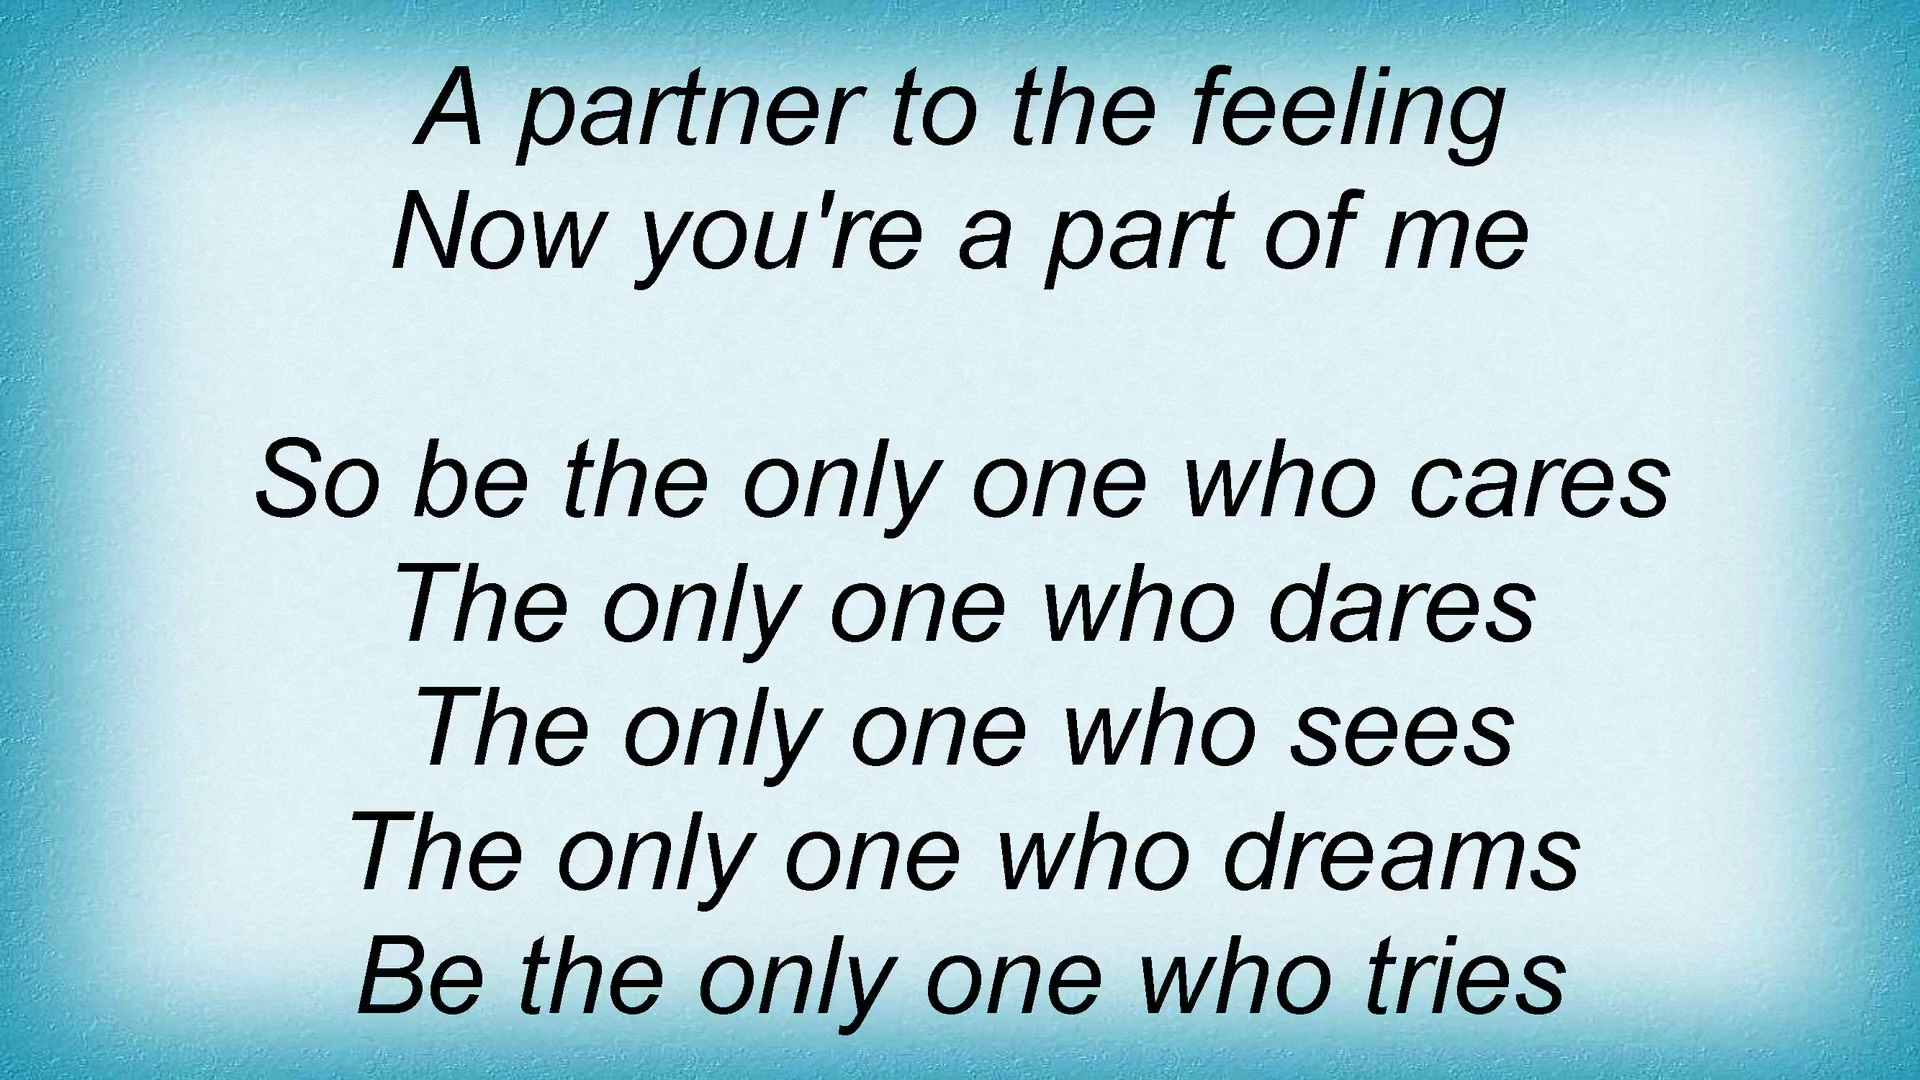 A partner to the feeling
Now you're a part of me
So be the only one who cares
The only one who dares
The only one who sees
The only one who dreams
Be the only one who tries